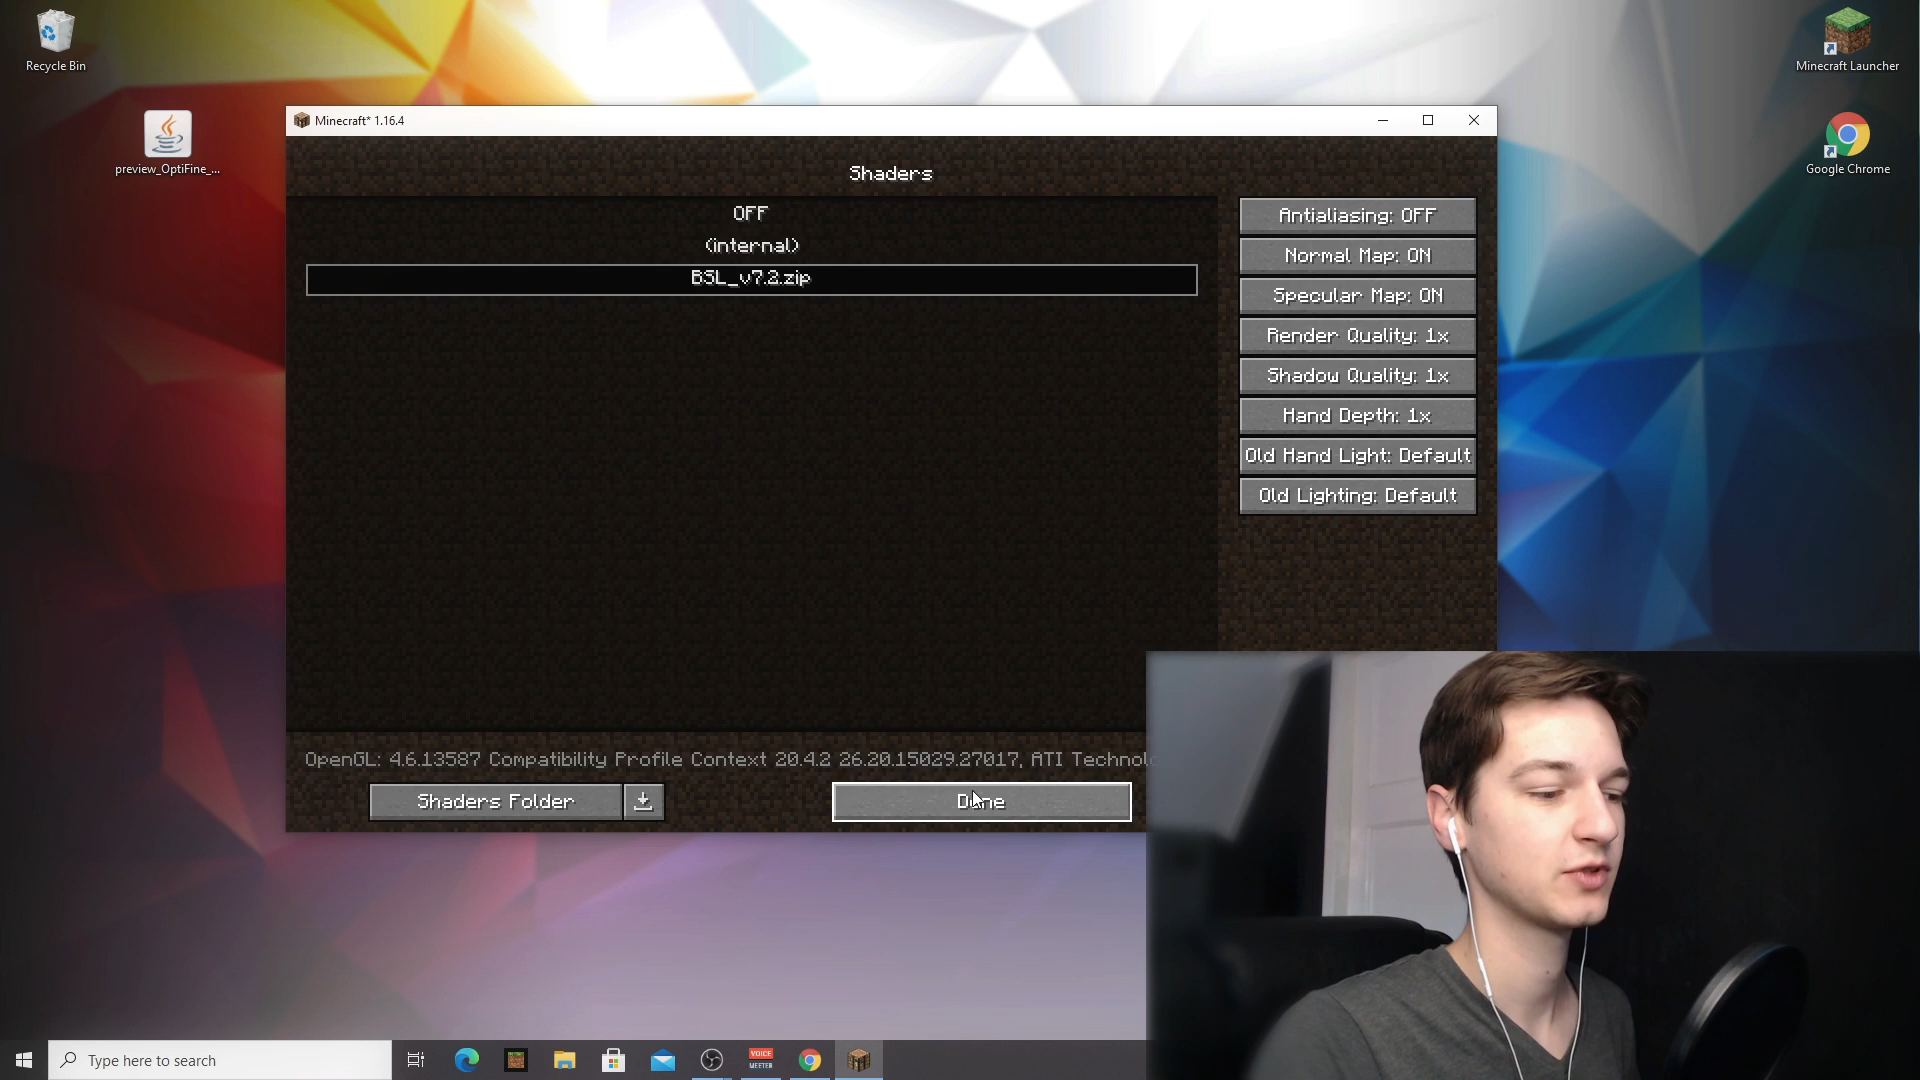 Recycle Bin
Minecraft Launcher
preview_OptiFine_...
Google Chrome
Minecraft* 1.16.4
Shaders
OFF
(internal)
BSL_v7.2.zip
Antialiasing: OFF
Normal Map: ON
Specular Map: ON
Render Quality: 1x
Shadow Quality: 1x
Hand Depth: 1x
Old Hand Light: Default
Old Lighting: Default
OpenGL: 4.6.13587 Compatibility Profile Context 20.4.2 26.20.15029.27017, ATI Technolo
Shaders Folder
Done
Type here to search
VOICE
MEETER